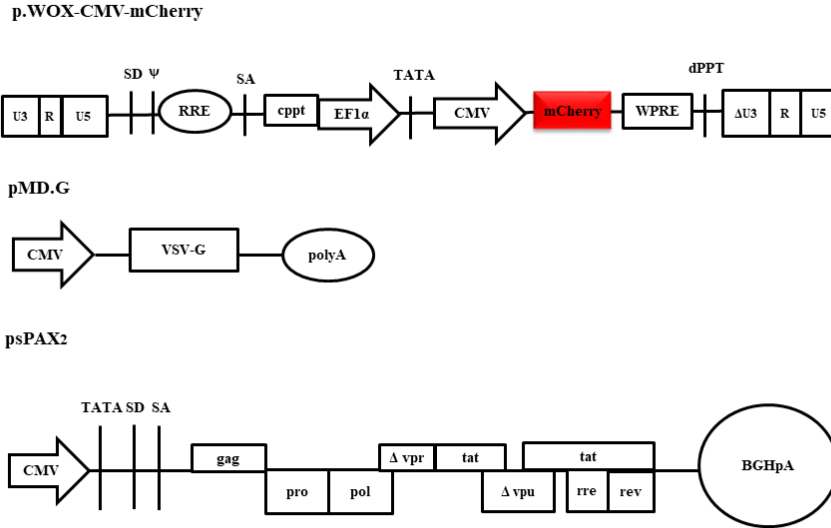 p.WOX-CMV-mCherry
SD Ψ SA TATA dPPT
U3 R U5 RRE cppt EF1α CMV mCherry WPRE ΔU3 R U5
pMD.G
CMV VSV-G polyA
psPAX2
TATA SD SA
CMV gag Δ vpr tat tat BGHpA
pro pol Δ vpu rre rev